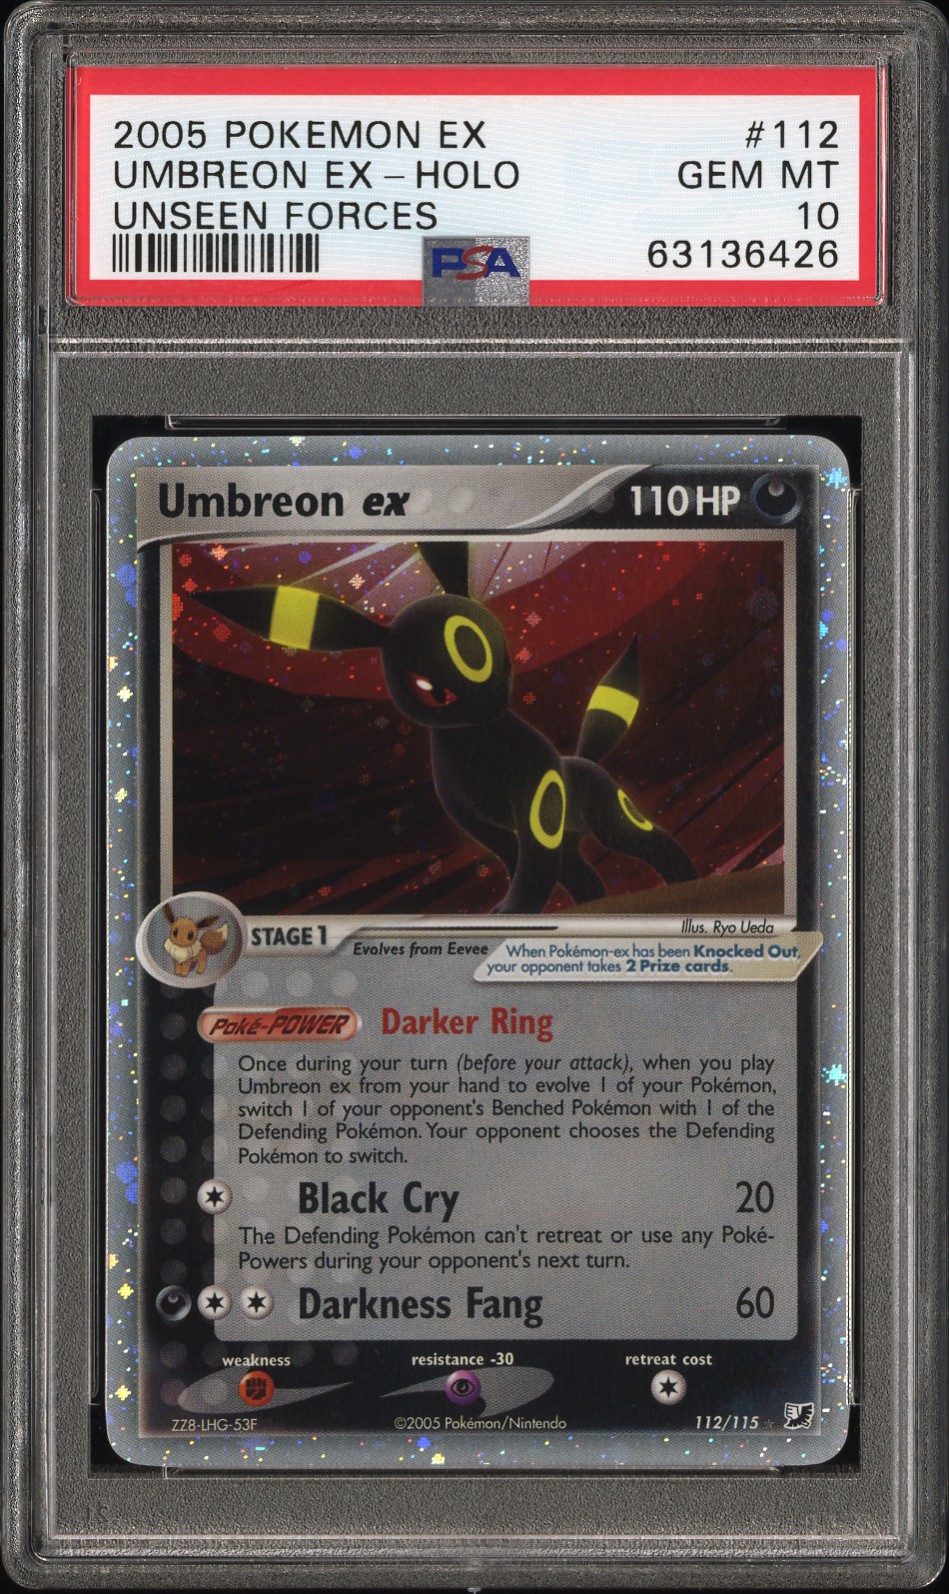 2005 POKEMON EX #112
UMBREON EX - HOLO GEM MT
UNSEEN FORCES 10
63136426
PSA
Umbreon ex 110 HP
STAGE 1
Illus. Ryo Ueda
Evolves from Eevee
When Pokémon-ex has been Knocked Out,
your opponent takes 2 Prize cards.
Poké-POWER Darker Ring
Once during your turn (before your attack), when you play
Umbreon ex from your hand to evolve 1 of your Pokémon,
switch 1 of your opponent's Benched Pokémon with 1 of the
Defending Pokémon. Your opponent chooses the Defending
Pokémon to switch.
Black Cry 20
The Defending Pokémon can't retreat or use any Poké-
Powers during your opponent's next turn.
Darkness Fang 60
weakness resistance -30 retreat cost
ZZ8-LHG-53F ©2005 Pokémon/Nintendo 112/115